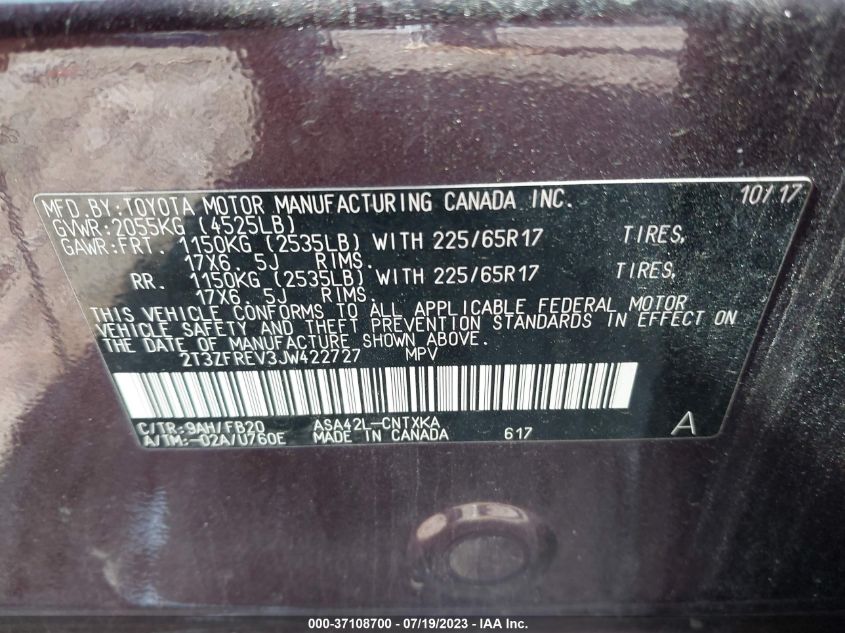 MFD.BY:TOYOTA MOTOR MANUFACTURING CANADA INC. 10/17
GVWR:2055KG (4525LB)
GAWR:FRT. 1150KG (2535LB) WITH 225/65R17 TIRES,
17X6.5J RIMS.
RR. 1150KG (2535LB) WITH 225/65R17 TIRES,
17X6.5J RIMS.
THIS VEHICLE CONFORMS TO ALL APPLICABLE FEDERAL MOTOR
VEHICLE SAFETY AND THEFT PREVENTION STANDARDS IN EFFECT ON
THE DATE OF MANUFACTURE SHOWN ABOVE.
2T3ZFREV3JW422727 MPV
C/TR:9AH/FB20 ASA42L-CNTXKA A
A/TM:-02A/U760E MADE IN CANADA 617
000-37108700 / 07/19/2023 - IAA Inc.